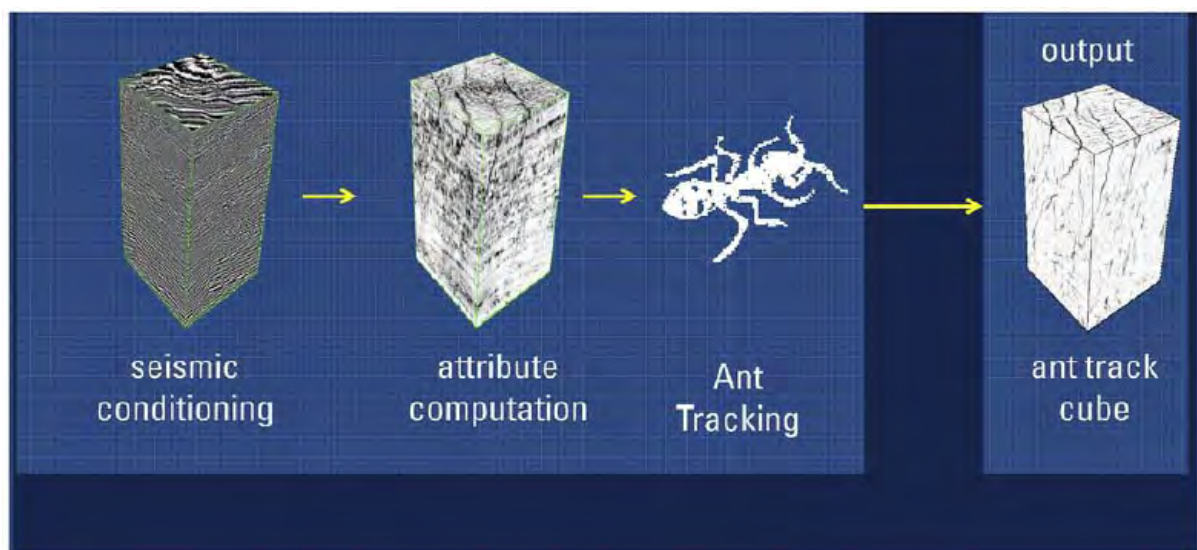 output
seismic
conditioning
attribute
computation
Ant
Tracking
ant track
cube